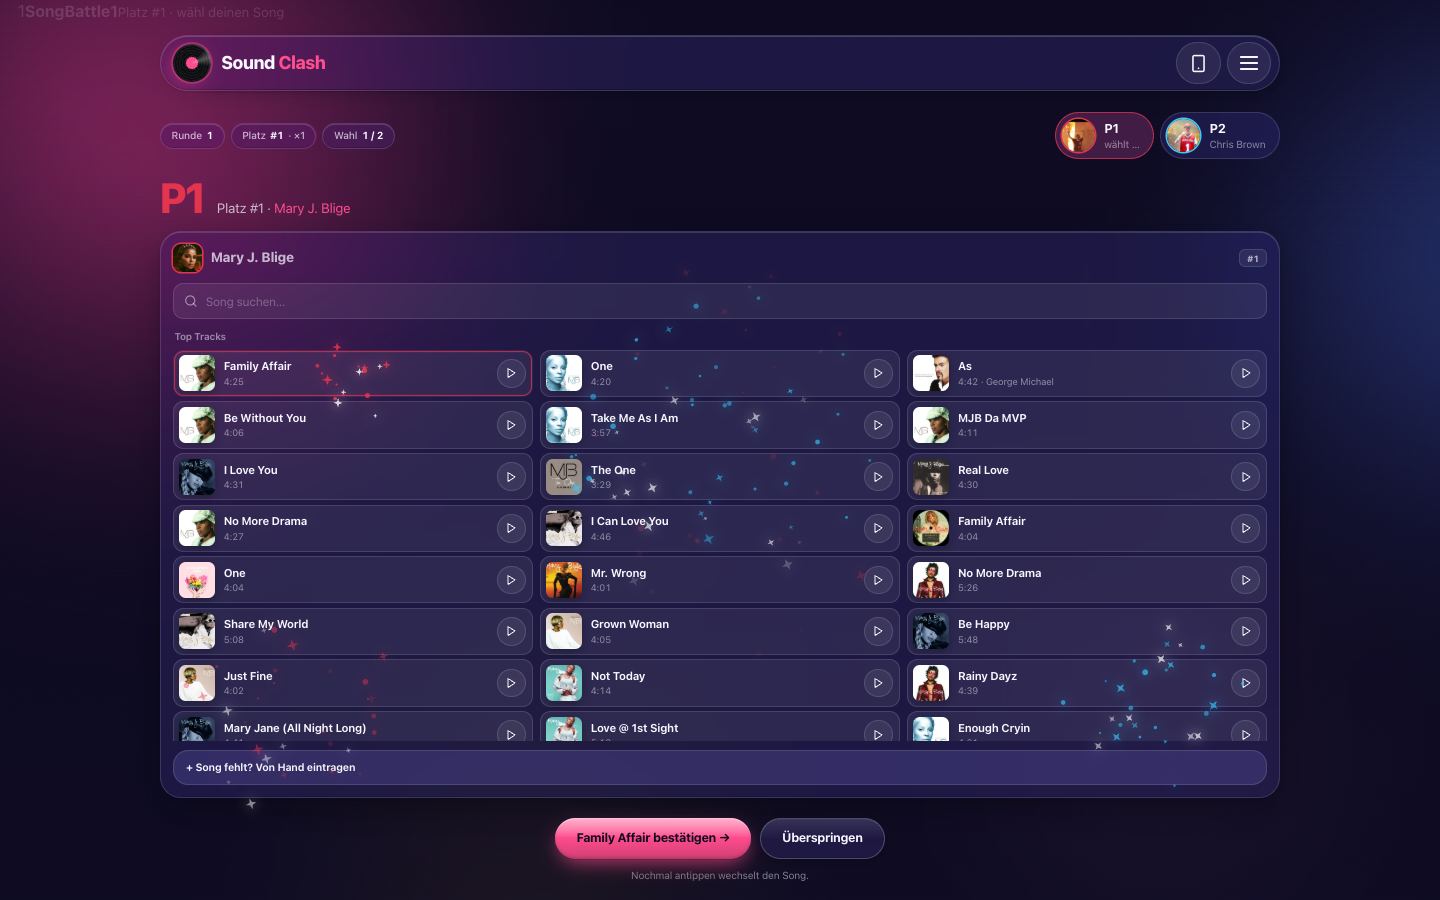 1SongBattle1Platz #1 · wähl deinen Song
Sound Clash
Runde 1
Platz #1 · ×1
Wahl 1 / 2
P1
wählt ...
P2
Chris Brown
P1 Platz #1 · Mary J. Blige
Mary J. Blige
#1
Song suchen...
Top Tracks
Family Affair
4:25
One
4:20
As
4:42 · George Michael
Be Without You
4:06
Take Me As I Am
3:57
MJB Da MVP
4:11
I Love You
4:31
The One
3:29
Real Love
4:30
No More Drama
4:27
I Can Love You
4:46
Family Affair
4:04
One
4:04
Mr. Wrong
4:01
No More Drama
5:26
Share My World
5:08
Grown Woman
4:05
Be Happy
5:48
Just Fine
4:02
Not Today
4:14
Rainy Dayz
4:39
Mary Jane (All Night Long)
Love @ 1st Sight
Enough Cryin
+ Song fehlt? Von Hand eintragen
Family Affair bestätigen →
Überspringen
Nochmal antippen wechselt den Song.